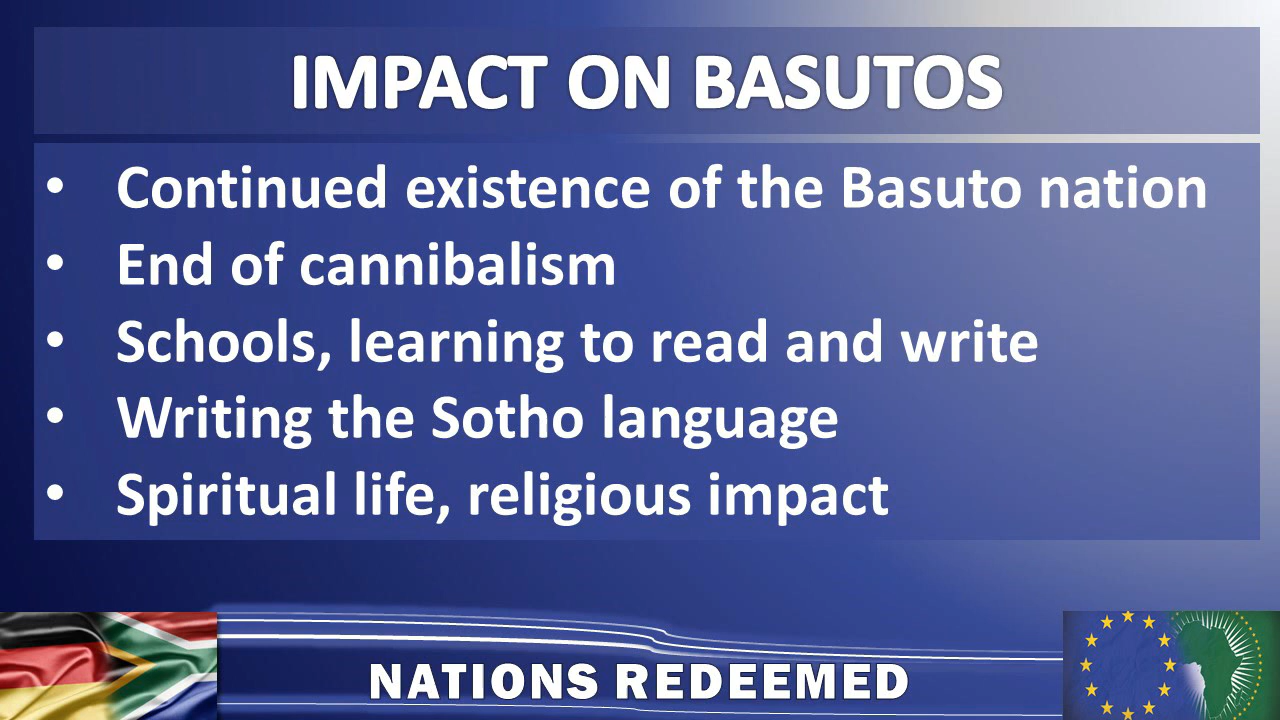 IMPACT ON BASUTOS
• Continued existence of the Basuto nation
• End of cannibalism
• Schools, learning to read and write
• Writing the Sotho language
• Spiritual life, religious impact
NATIONS REDEEMED